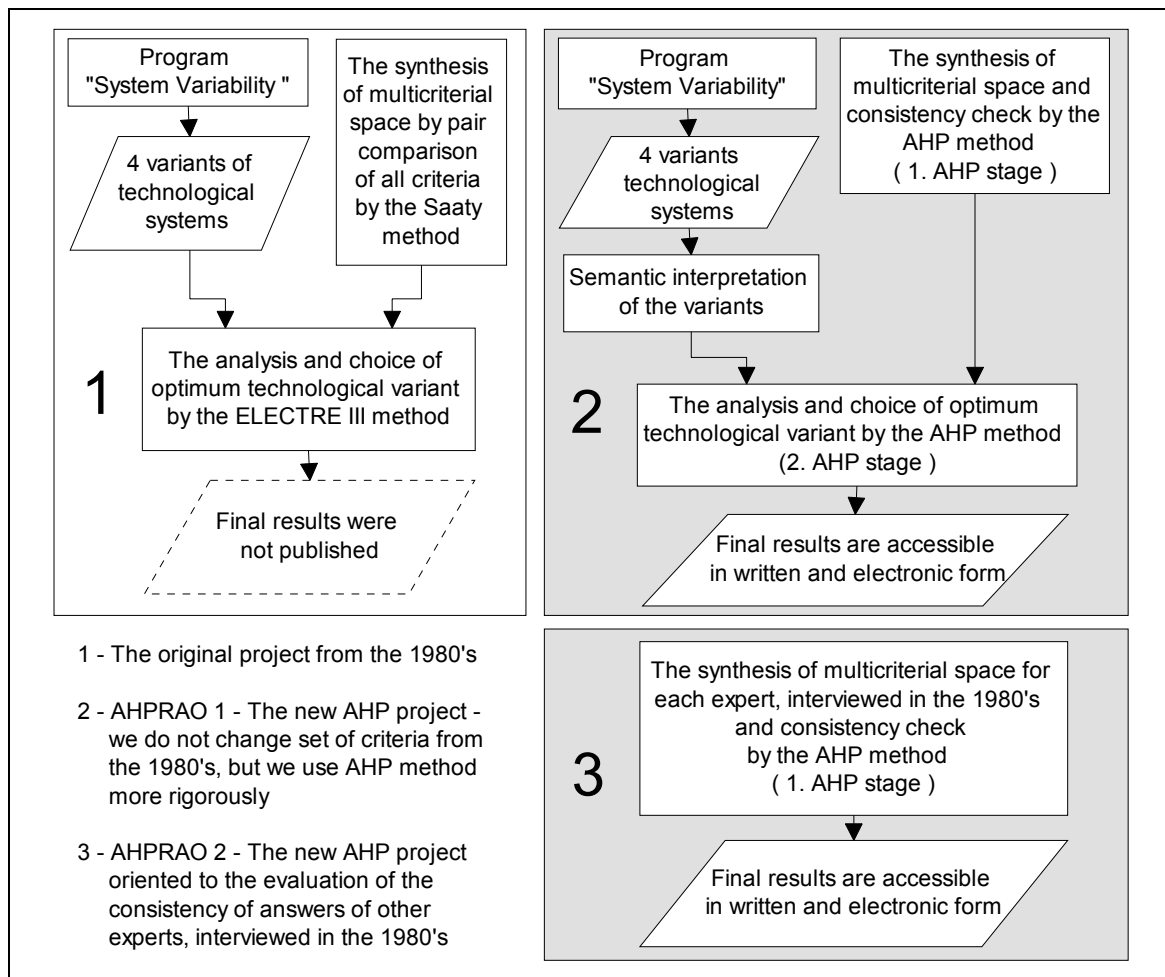 Program
"System Variability "
4 variants of
technological
systems
The synthesis
of multicriterial
space by pair
comparison
of all criteria
by the Saaty
method
1
The analysis and choice of
optimum technological variant
by the ELECTRE III method
Final results were
not published
Program
"System Variability"
4 variants
technological
systems
Semantic interpretation
of the variants
The synthesis of
multicriterial space and
consistency check by the
AHP method
( 1. AHP stage )
2
The analysis and choice of optimum
technological variant by the AHP method
(2. AHP stage )
Final results are accessible
in written and electronic form
1 - The original project from the 1980's
2 - AHPRAO 1 - The new AHP project -
we do not change set of criteria from
the 1980's, but we use AHP method
more rigorously
3 - AHPRAO 2 - The new AHP project
oriented to the evaluation of the
consistency of answers of other
experts, interviewed in the 1980's
3
The synthesis of multicriterial space for
each expert, interviewed in the 1980's
and consistency check
by the AHP method
( 1. AHP stage )
Final results are accessible
in written and electronic form